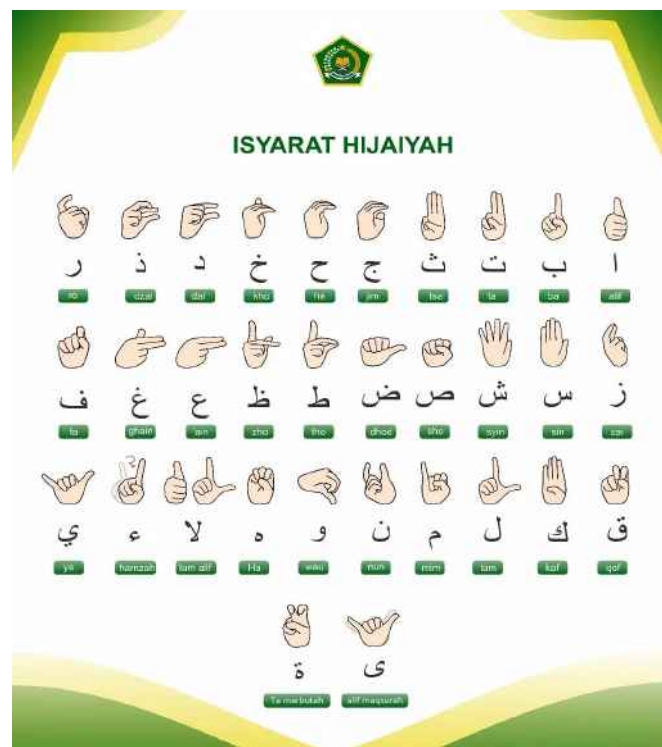 ISYARAT HIJAIYAH
ا ب ت ث ج ح خ د ذ ر
alif ba ta tsa jim ha kho dal dzal ro
ز س ش ص ض ط ظ ع غ ف
zai sin syin sho tho zho 'ain ghain fa
ق ك ل م ن و ه لا ء ي
qof kaf lam mim nun wau Ha lam alif hamzah ya
ى ة
alif maqsurah Ta marbutah